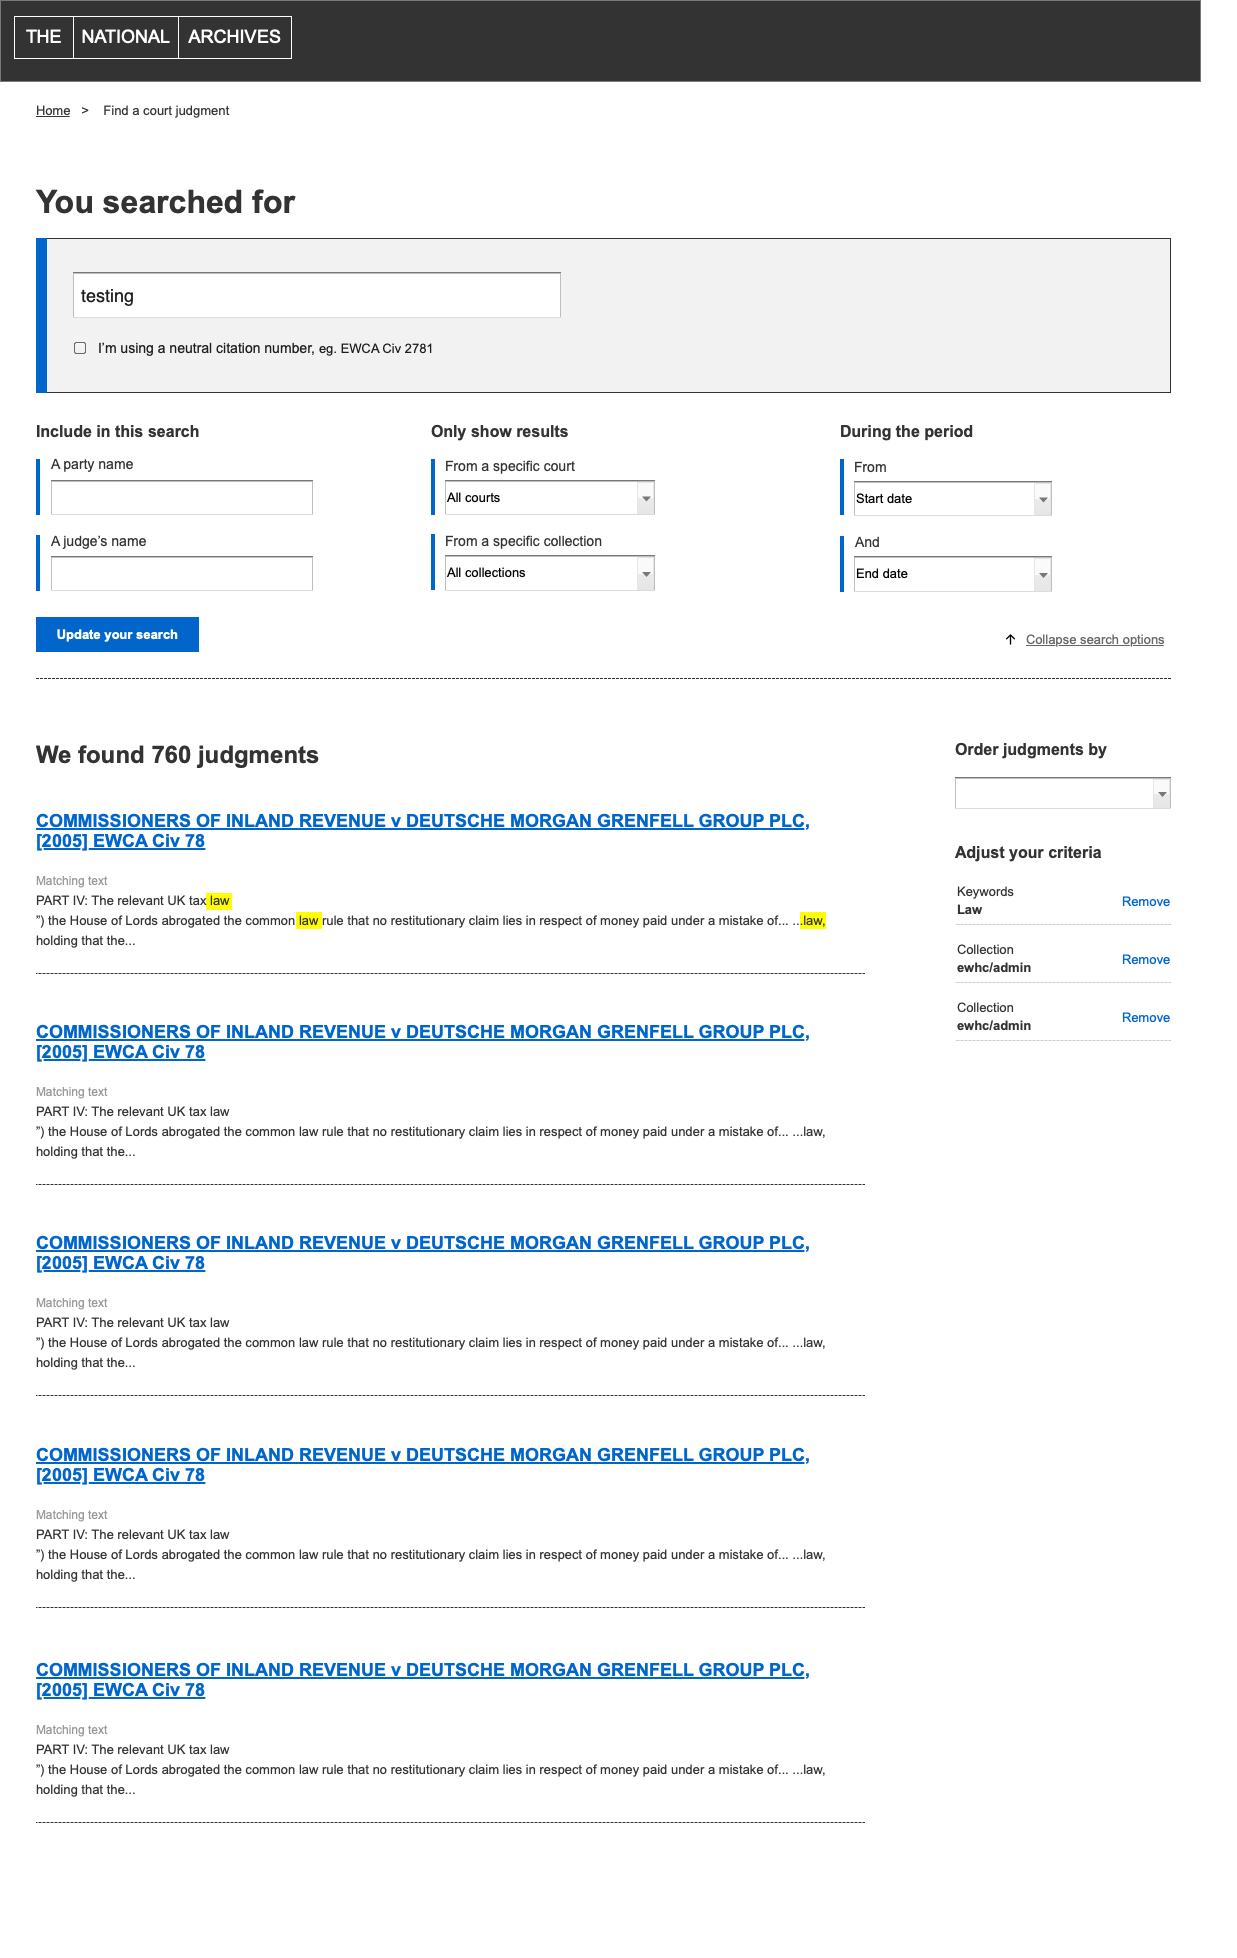 THE NATIONAL ARCHIVES
Home > Find a court judgment
You searched for
testing
I'm using a neutral citation number, eg. EWCA Civ 2781
Include in this search
A party name
A judge's name
Only show results
From a specific court
All courts
From a specific collection
All collections
During the period
From
Start date
And
End date
Update your search
Collapse search options
We found 760 judgments
COMMISSIONERS OF INLAND REVENUE v DEUTSCHE MORGAN GRENFELL GROUP PLC,
[2005] EWCA Civ 78
Matching text
PART IV: The relevant UK tax law
”) the House of Lords abrogated the common law rule that no restitutionary claim lies in respect of money paid under a mistake of... ...law,
holding that the...
COMMISSIONERS OF INLAND REVENUE v DEUTSCHE MORGAN GRENFELL GROUP PLC,
[2005] EWCA Civ 78
Matching text
PART IV: The relevant UK tax law
”) the House of Lords abrogated the common law rule that no restitutionary claim lies in respect of money paid under a mistake of... ...law,
holding that the...
COMMISSIONERS OF INLAND REVENUE v DEUTSCHE MORGAN GRENFELL GROUP PLC,
[2005] EWCA Civ 78
Matching text
PART IV: The relevant UK tax law
”) the House of Lords abrogated the common law rule that no restitutionary claim lies in respect of money paid under a mistake of... ...law,
holding that the...
COMMISSIONERS OF INLAND REVENUE v DEUTSCHE MORGAN GRENFELL GROUP PLC,
[2005] EWCA Civ 78
Matching text
PART IV: The relevant UK tax law
”) the House of Lords abrogated the common law rule that no restitutionary claim lies in respect of money paid under a mistake of... ...law,
holding that the...
COMMISSIONERS OF INLAND REVENUE v DEUTSCHE MORGAN GRENFELL GROUP PLC,
[2005] EWCA Civ 78
Matching text
PART IV: The relevant UK tax law
”) the House of Lords abrogated the common law rule that no restitutionary claim lies in respect of money paid under a mistake of... ...law,
holding that the...
Order judgments by
Adjust your criteria
Keywords
Law
Remove
Collection
ewhc/admin
Remove
Collection
ewhc/admin
Remove